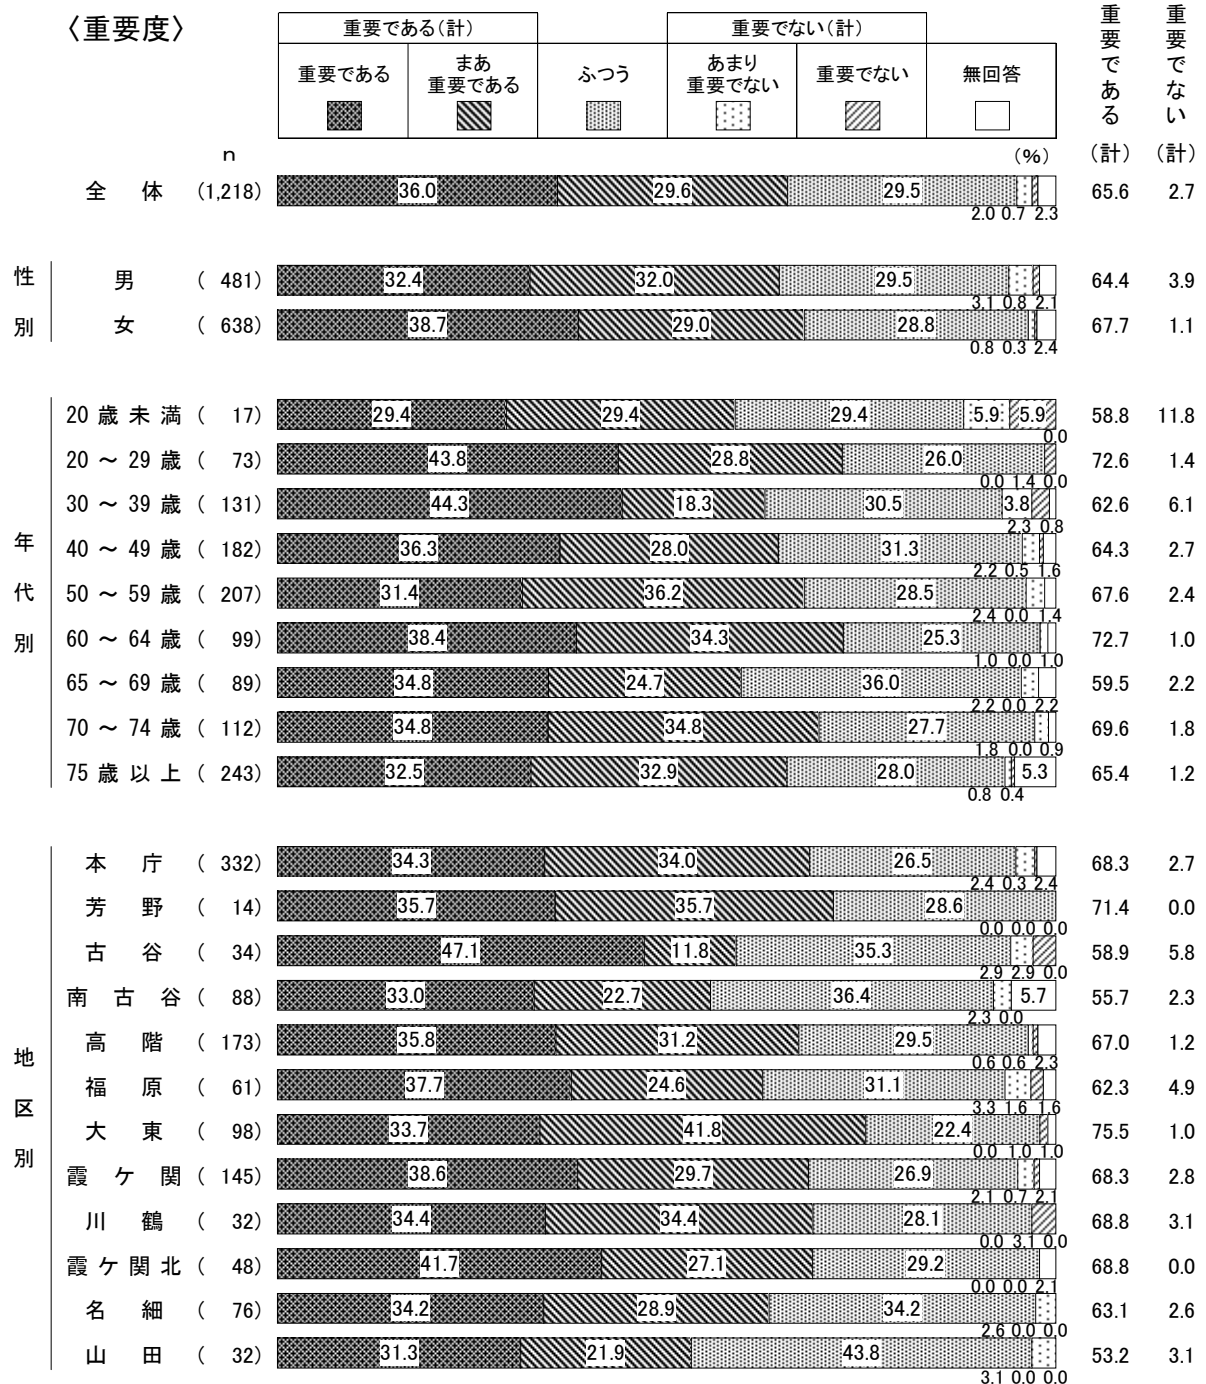 〈重要度〉
重要である(計)
重要でない(計)
重要である
まあ
重要である
ふつう
あまり
重要でない
重要でない
無回答
重要である(計)
重要でない(計)
n
(%)
全 体 (1,218) 36.0 29.6 29.5 65.6 2.7
2.0 0.7 2.3
性別
男 ( 481) 32.4 32.0 29.5 64.4 3.9
3.1 0.8 2.1
女 ( 638) 38.7 29.0 28.8 67.7 1.1
0.8 0.3 2.4
年代別
20 歳 未 満 ( 17) 29.4 29.4 29.4 5.9 5.9 58.8 11.8
0.0
20 ～ 29 歳 ( 73) 43.8 28.8 26.0 72.6 1.4
0.0 1.4 0.0
30 ～ 39 歳 ( 131) 44.3 18.3 30.5 3.8 62.6 6.1
2.3 0.8
40 ～ 49 歳 ( 182) 36.3 28.0 31.3 64.3 2.7
2.2 0.5 1.6
50 ～ 59 歳 ( 207) 31.4 36.2 28.5 67.6 2.4
2.4 0.0 1.4
60 ～ 64 歳 ( 99) 38.4 34.3 25.3 72.7 1.0
1.0 0.0 1.0
65 ～ 69 歳 ( 89) 34.8 24.7 36.0 59.5 2.2
2.2 0.0 2.2
70 ～ 74 歳 ( 112) 34.8 34.8 27.7 69.6 1.8
1.8 0.0 0.9
75 歳 以 上 ( 243) 32.5 32.9 28.0 5.3 65.4 1.2
0.8 0.4
地区別
本 庁 ( 332) 34.3 34.0 26.5 68.3 2.7
2.4 0.3 2.4
芳 野 ( 14) 35.7 35.7 28.6 71.4 0.0
0.0 0.0 0.0
古 谷 ( 34) 47.1 11.8 35.3 58.9 5.8
2.9 2.9 0.0
南 古 谷 ( 88) 33.0 22.7 36.4 5.7 55.7 2.3
2.3 0.0
高 階 ( 173) 35.8 31.2 29.5 67.0 1.2
0.6 0.6 2.3
福 原 ( 61) 37.7 24.6 31.1 62.3 4.9
3.3 1.6 1.6
大 東 ( 98) 33.7 41.8 22.4 75.5 1.0
0.0 1.0 1.0
霞 ケ 関 ( 145) 38.6 29.7 26.9 68.3 2.8
2.1 0.7 2.1
川 鶴 ( 32) 34.4 34.4 28.1 68.8 3.1
0.0 3.1 0.0
霞 ケ 関 北 ( 48) 41.7 27.1 29.2 68.8 0.0
0.0 0.0 2.1
名 細 ( 76) 34.2 28.9 34.2 63.1 2.6
2.6 0.0 0.0
山 田 ( 32) 31.3 21.9 43.8 53.2 3.1
3.1 0.0 0.0